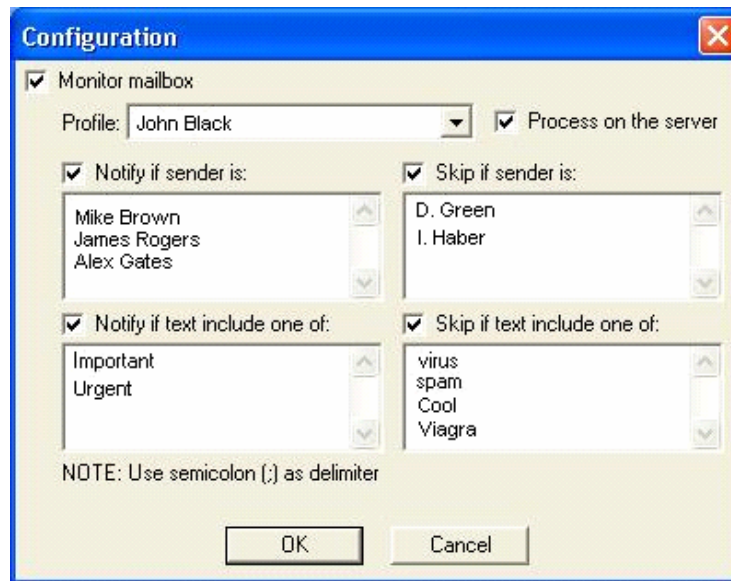 Configuration
Monitor mailbox
Profile: John Black
Process on the server
Notify if sender is:
Mike Brown
James Rogers
Alex Gates
Skip if sender is:
D. Green
I. Haber
Notify if text include one of:
Important
Urgent
Skip if text include one of:
virus
spam
Cool
Viagra
NOTE: Use semicolon (;) as delimiter
OK
Cancel